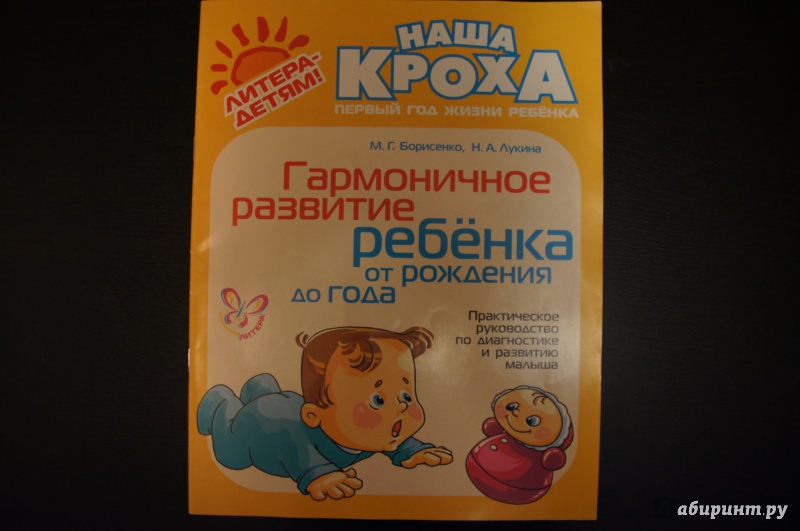 ЛИТЕРА-
ДЕТЯМ!
НАША
КРОХА
ПЕРВЫЙ ГОД ЖИЗНИ РЕБЁНКА
М. Г. Борисенко, Н. А. Лукина
Гармоничное
развитие
ребёнка
от рождения
до года
ЛИТЕРА
Практическое
руководство
по диагностике
и развитию
малыша
абиринт.ру